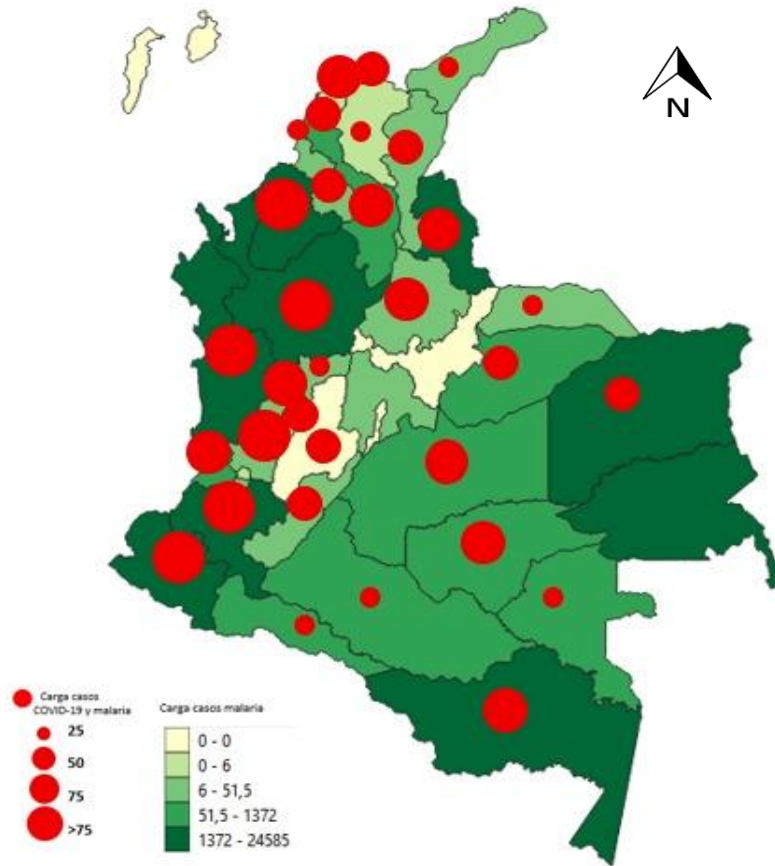 N
Carga casos
COVID-19 y malaria
25
50
75
>75
Carga casos malaria
0 - 0
0 - 6
6 - 51,5
51,5 - 1372
1372 - 24585